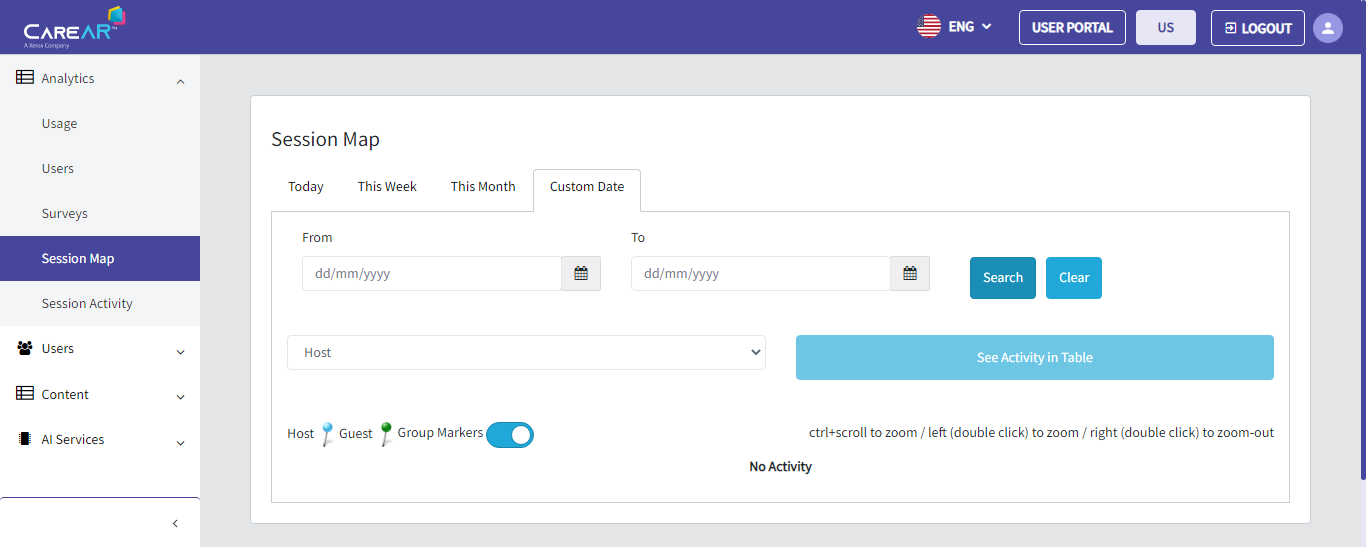 CAREAR™
A Xerox Company
ENG
USER PORTAL
US
LOGOUT
Analytics
Usage
Users
Surveys
Session Map
Session Activity
Users
Content
AI Services
Session Map
Today This Week This Month Custom Date
From To
dd/mm/yyyy dd/mm/yyyy Search Clear
Host See Activity in Table
Host Guest Group Markers ctrl+scroll to zoom / left (double click) to zoom / right (double click) to zoom-out
No Activity